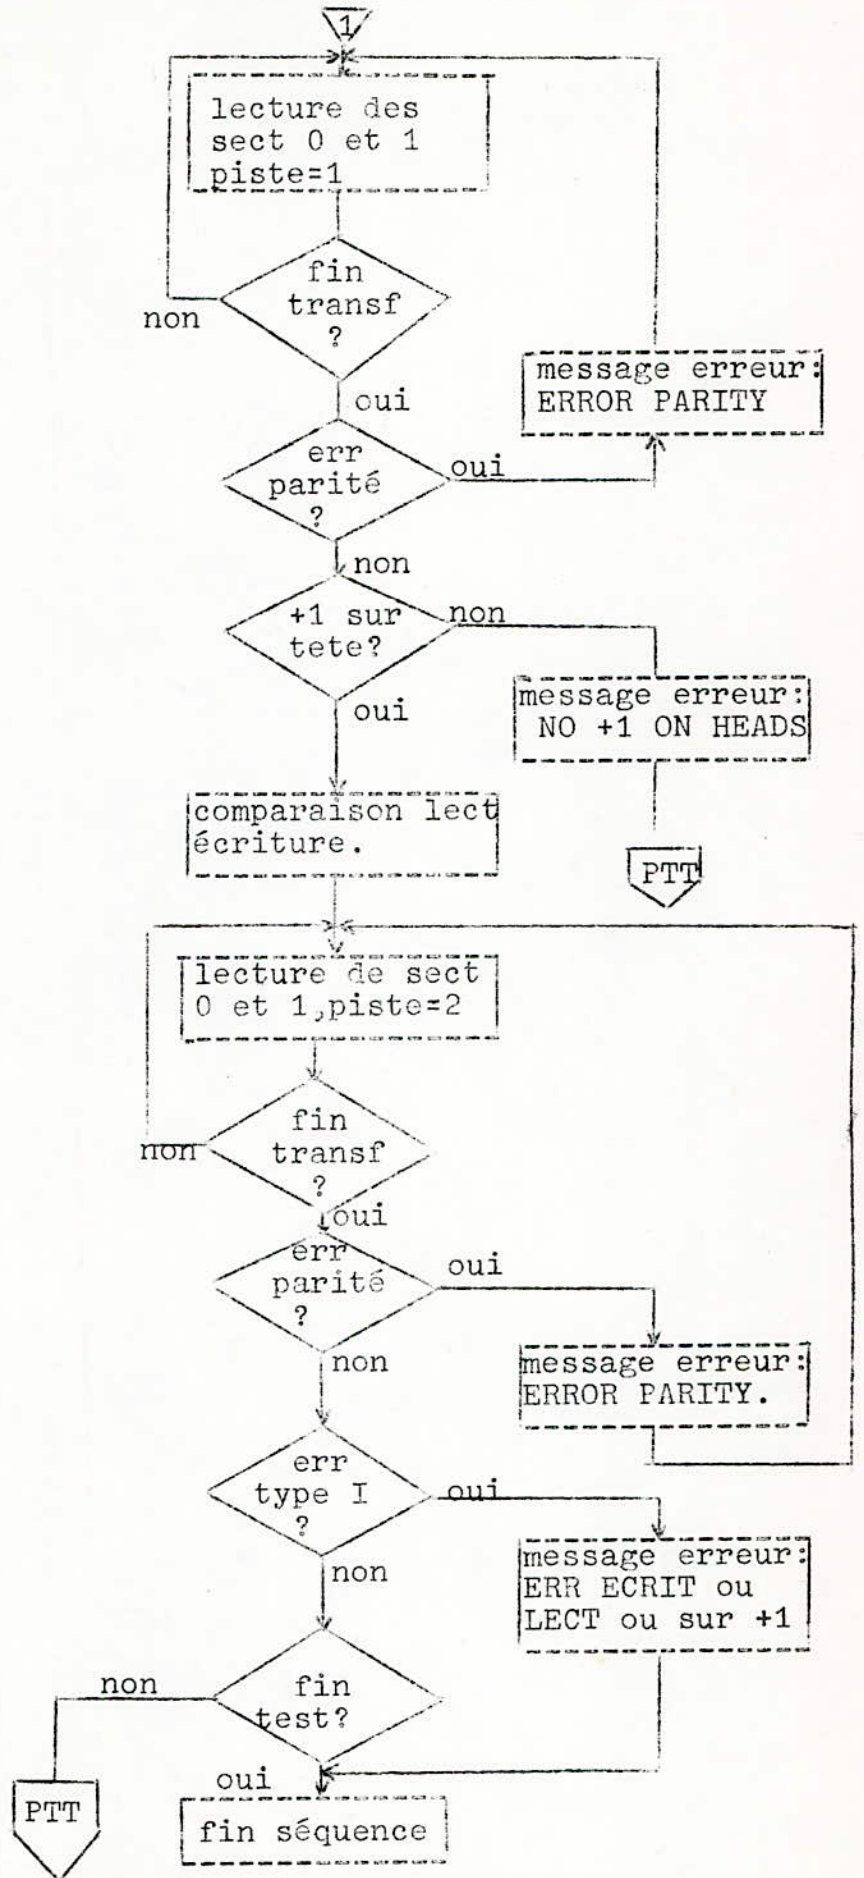 1
lecture des
sect 0 et 1
piste=1
fin
transf
?
non
oui
message erreur:
ERROR PARITY
err
parité
?
oui
non
+1 sur
tete?
non
oui
message erreur:
NO +1 ON HEADS
comparaison lect
écriture.
PTT
lecture de sect
0 et 1,piste=2
fin
transf
?
non
oui
err
parité
?
oui
non
message erreur:
ERROR PARITY.
err
type I
?
oui
non
message erreur:
ERR ECRIT ou
LECT ou sur +1
fin
test?
non
oui
PTT
fin séquence